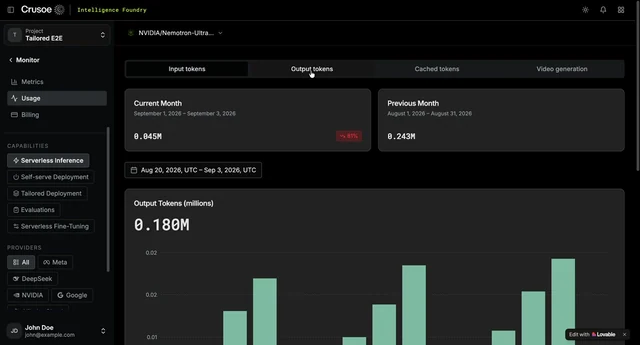 Crusoe Intelligence Foundry
T
Project
Tailored E2E
Monitor
Metrics
Usage
Billing
CAPABILITIES
Serverless Inference
Self-serve Deployment
Tailored Deployment
Evaluations
Serverless Fine-Tuning
PROVIDERS
All
Meta
DeepSeek
NVIDIA
Google
JD
John Doe
john@example.com
NVIDIA/Nemotron-Ultra...
Input tokens
Output tokens
Cached tokens
Video generation
Current Month
September 1, 2026 – September 3, 2026
0.045M
81%
Previous Month
August 1, 2026 – August 31, 2026
0.243M
Aug 20, 2026, UTC – Sep 3, 2026, UTC
Output Tokens (millions)
0.180M
0.02
0.02
0.01
Edit with Lovable